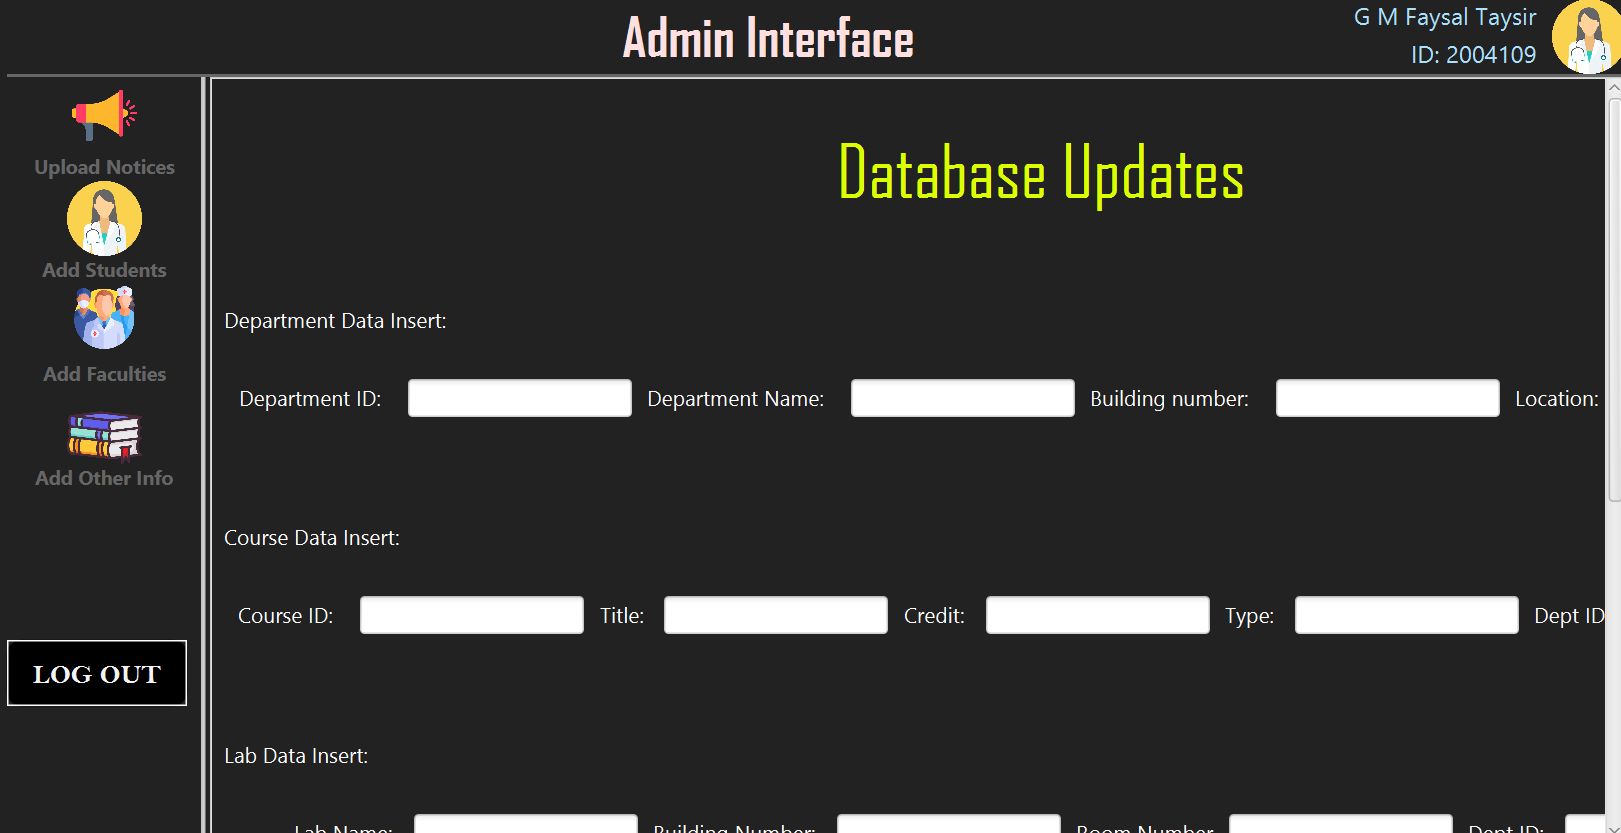 Admin Interface
G M Faysal Taysir
ID: 2004109
Upload Notices
Add Students
Add Faculties
Add Other Info
LOG OUT
Database Updates
Department Data Insert:
Department ID: Department Name: Building number: Location:
Course Data Insert:
Course ID: Title: Credit: Type: Dept ID
Lab Data Insert:
Lab Name: Building Number: Room Number Dept ID: